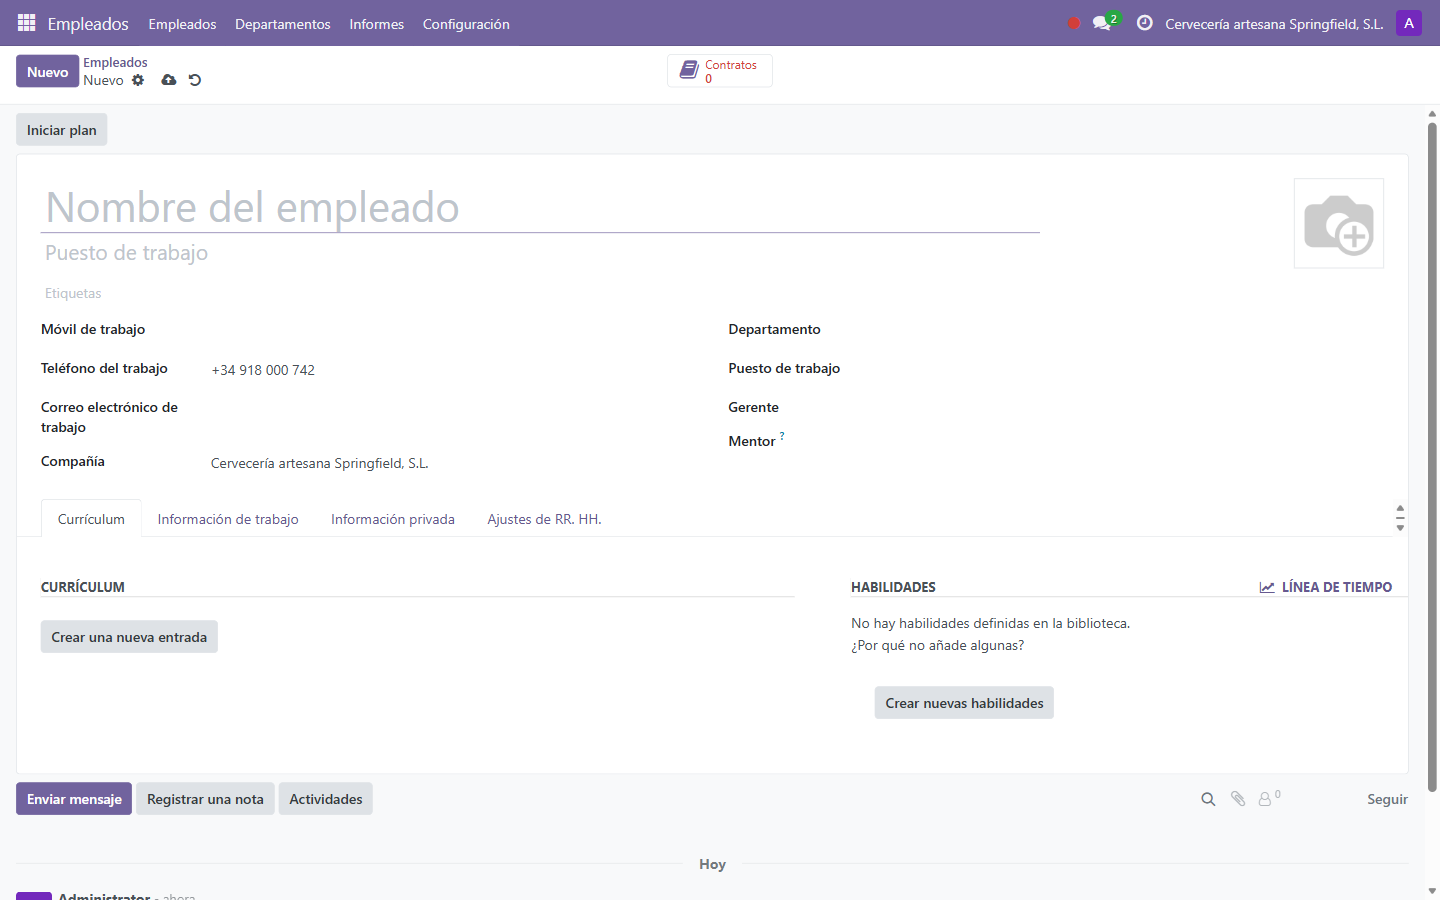 Empleados Empleados Departamentos Informes Configuración 2 Cervecería artesana Springfield, S.L. A
Nuevo Empleados
Nuevo
Contratos
0
Iniciar plan
Nombre del empleado
Puesto de trabajo
Etiquetas
Móvil de trabajo
Teléfono del trabajo +34 918 000 742
Correo electrónico de trabajo
Compañía Cervecería artesana Springfield, S.L.
Departamento
Puesto de trabajo
Gerente
Mentor ?
Currículum Información de trabajo Información privada Ajustes de RR. HH.
CURRÍCULUM
Crear una nueva entrada
HABILIDADES LÍNEA DE TIEMPO
No hay habilidades definidas en la biblioteca.
¿Por qué no añade algunas?
Crear nuevas habilidades
Enviar mensaje Registrar una nota Actividades 0 Seguir
Hoy
Administrator - ahora